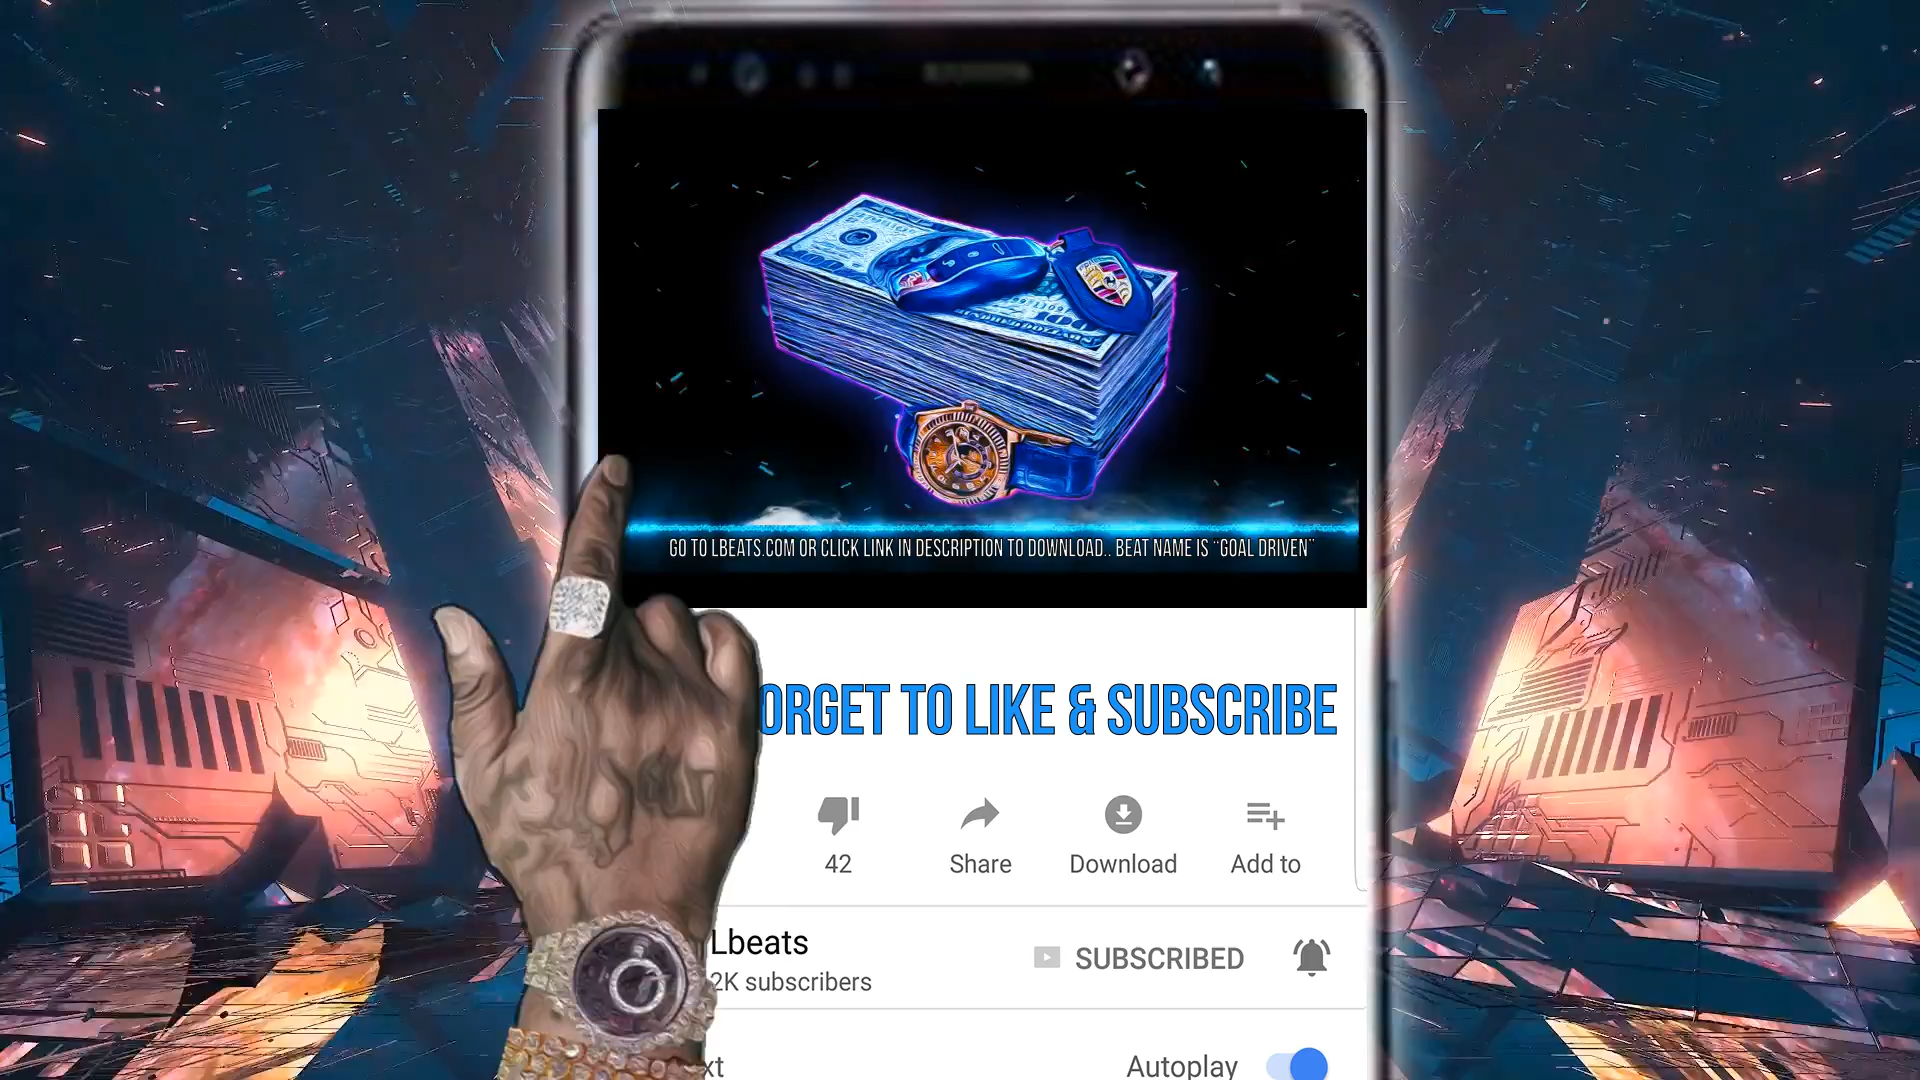 GO TO LBEATS.COM OR CLICK LINK IN DESCRIPTION TO DOWNLOAD.. BEAT NAME IS "GOAL DRIVEN"
ORGET TO LIKE & SUBSCRIBE
42
Share
Download
Add to
Lbeats
2K subscribers
SUBSCRIBED
xt
Autoplay